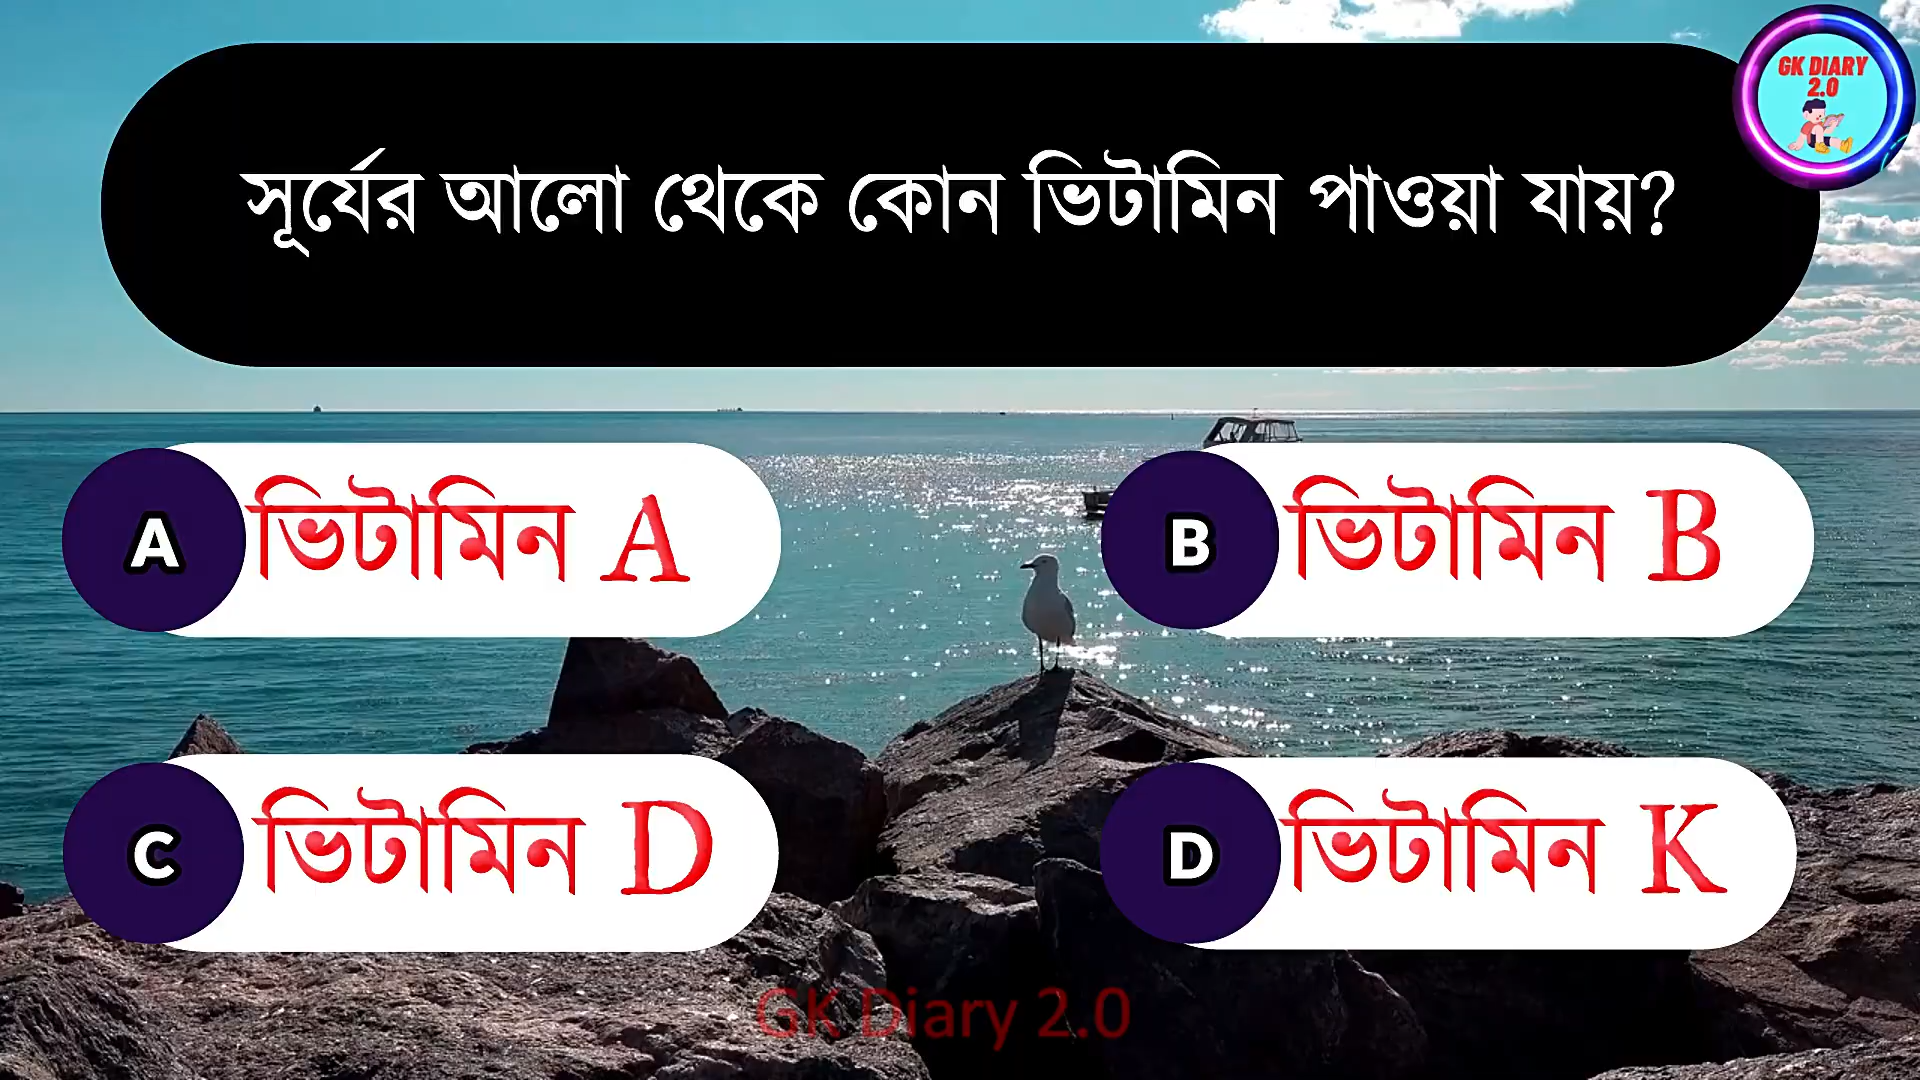 GK DIARY
2.0
সূর্যের আলো থেকে কোন ভিটামিন পাওয়া যায়?
A ভিটামিন A
B ভিটামিন B
C ভিটামিন D
D ভিটামিন K
GK Diary 2.0